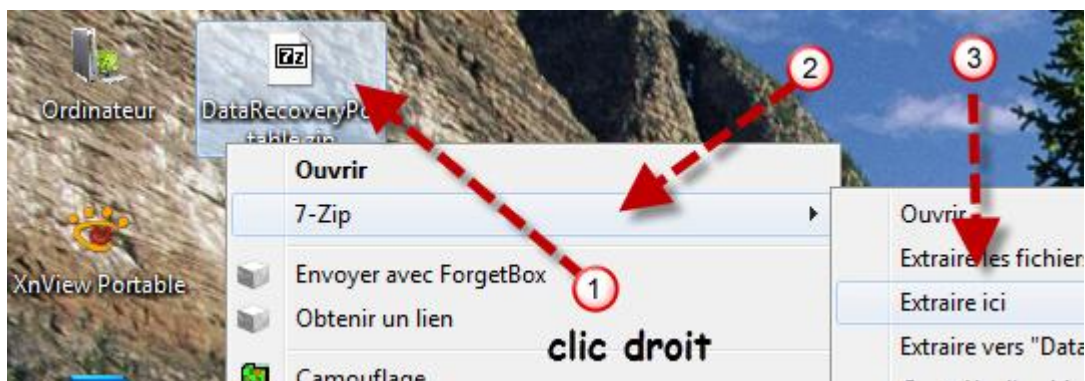 Ordinateur
DataRecoveryPo
table.zip
XnView Portable
Ouvrir
7-Zip
Envoyer avec ForgetBox
Obtenir un lien
Camouflage
1
clic droit
2
3
Ouvrir
Extraire les fichiers
Extraire ici
Extraire vers "Data